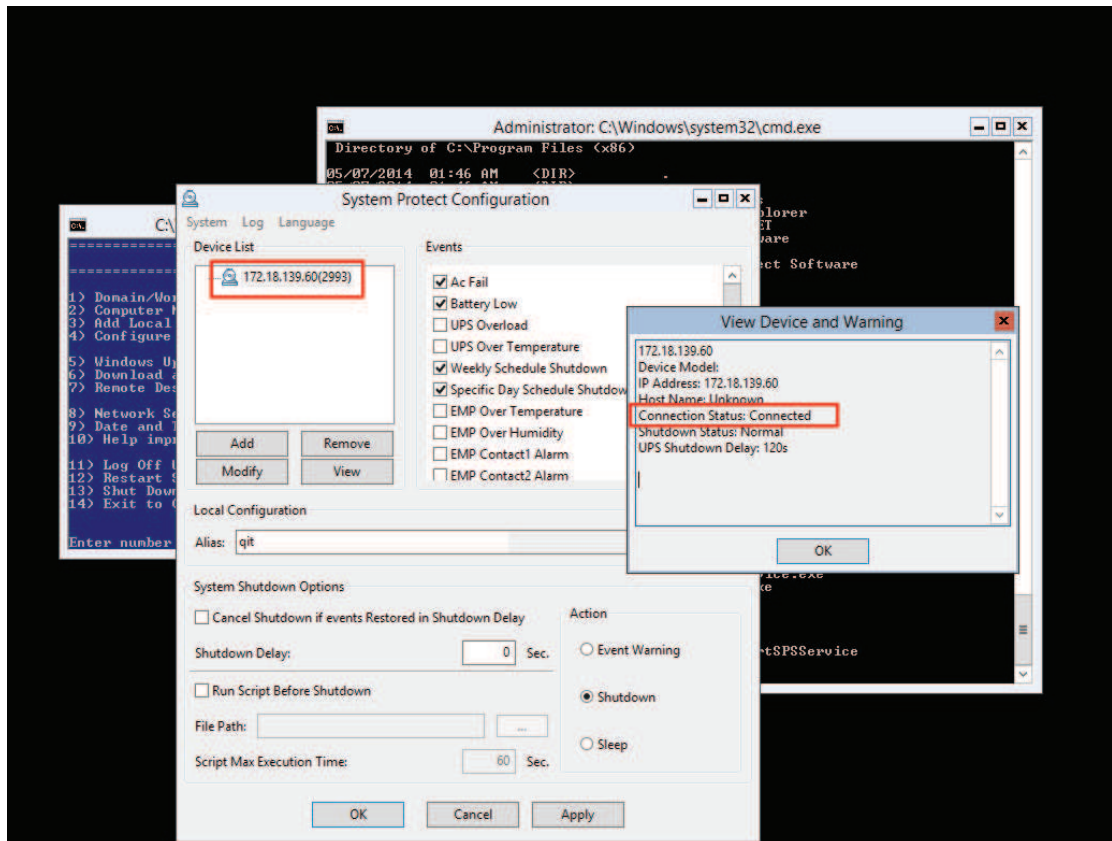 Administrator: C:\Windows\system32\cmd.exe
Directory of C:\Program Files (x86)
05/07/2014 01:46 AM <DIR> .
System Protect Configuration
System Log Language
Device List
172.18.139.60(2993)
Add Remove
Modify View
Events
Ac Fail
Battery Low
UPS Overload
UPS Over Temperature
Weekly Schedule Shutdown
Specific Day Schedule Shutdow
EMP Over Temperature
EMP Over Humidity
EMP Contact1 Alarm
EMP Contact2 Alarm
Local Configuration
Alias: qit
System Shutdown Options
Cancel Shutdown if events Restored in Shutdown Delay
Shutdown Delay: 0 Sec.
Run Script Before Shutdown
File Path: ...
Script Max Execution Time: 60 Sec.
Action
Event Warning
Shutdown
Sleep
OK Cancel Apply
View Device and Warning
172.18.139.60
Device Model:
IP Address: 172.18.139.60
Host Name: Unknown
Connection Status: Connected
Shutdown Status: Normal
UPS Shutdown Delay: 120s
OK
C:\
1) Domain/Wor
2) Computer
3) Add Local
4) Configure
5) Windows Up
6) Download
7) Remote Des
8) Network Se
9) Date and
10) Help impr
11) Log Off
12) Restart
13) Shut Down
14) Exit to
Enter number
plorer
ET
ware
ect Software
vice.exe
rtSPSService